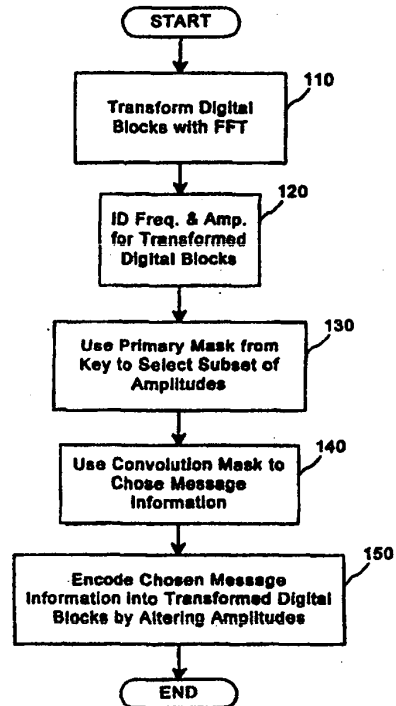 START
110
Transform Digital
Blocks with FFT
120
ID Freq. & Amp.
for Transformed
Digital Blocks
130
Use Primary Mask from
Key to Select Subset of
Amplitudes
140
Use Convolution Mask to
Chose Message
Information
150
Encode Chosen Message
Information into Transformed Digital
Blocks by Altering Amplitudes
END